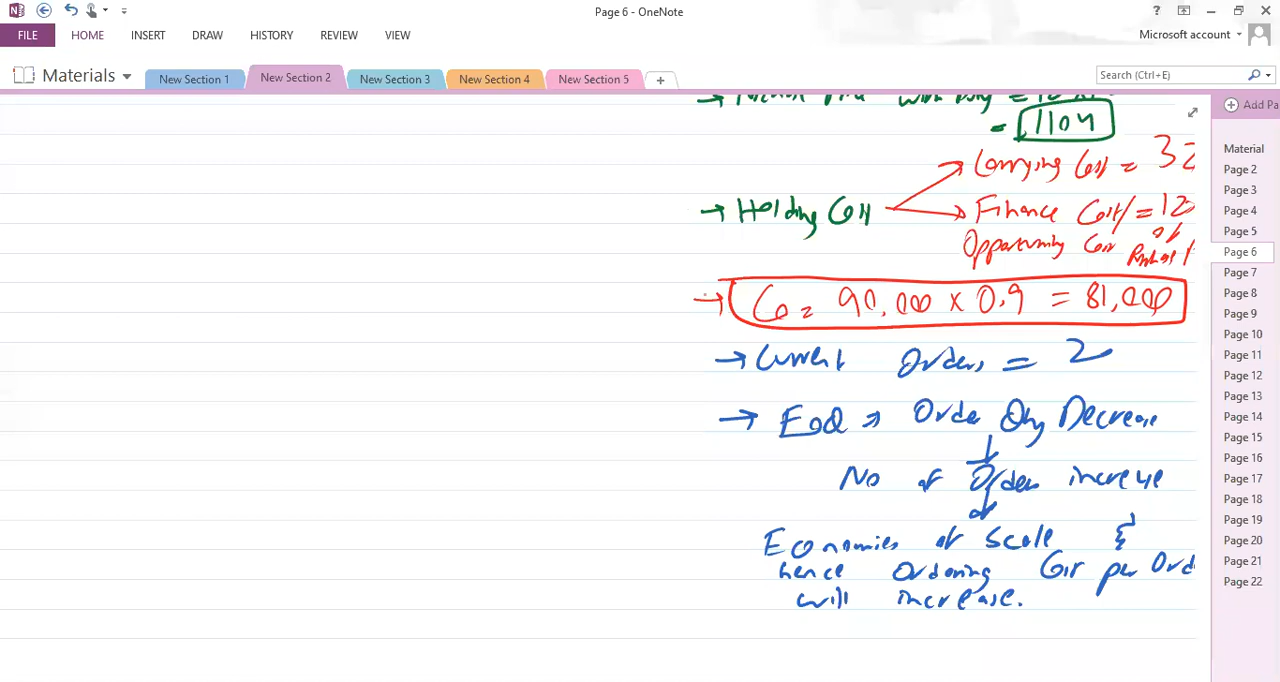 Page 6 - OneNote
FILE HOME INSERT DRAW HISTORY REVIEW VIEW
Microsoft account
Materials
New Section 1 New Section 2 New Section 3 New Section 4 New Section 5
Search (Ctrl+E)
Add Pa
= 1104
→ Holding Cost
Carrying Cost = 32
Finance Cost/ = 12
Opportunity Cost
→ Co = 90,000 x 0.9 = 81,000
→ Current Orders = 2
→ EOQ ⇒ Order Qty Decrease
No of Orders increase
Economies of Scale &
hence Ordering Cost per Orde
will increase.
Material
Page 2
Page 3
Page 4
Page 5
Page 6
Page 7
Page 8
Page 9
Page 10
Page 11
Page 12
Page 13
Page 14
Page 15
Page 16
Page 17
Page 18
Page 19
Page 20
Page 21
Page 22